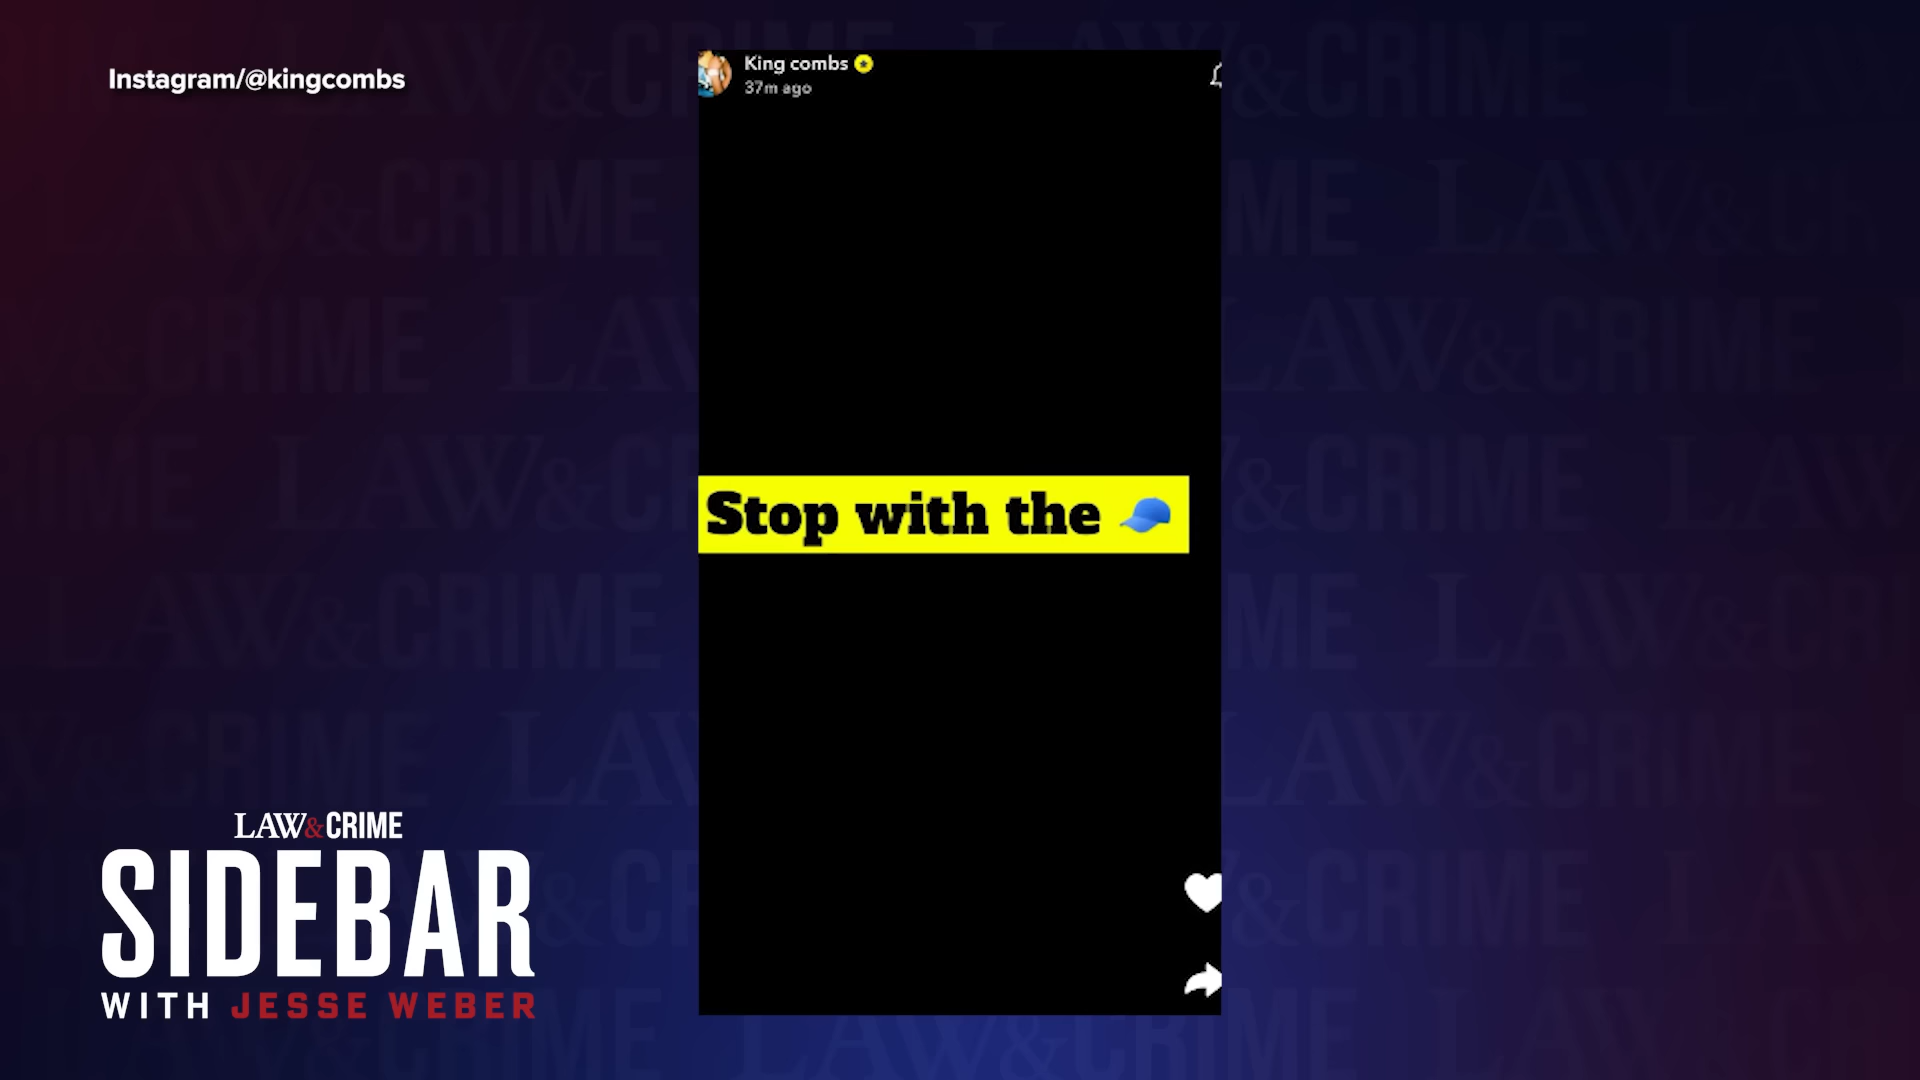 Instagram/@kingcombs
King combs
37m ago
Stop with the 🧢
LAW&CRIME
SIDEBAR
WITH JESSE WEBER